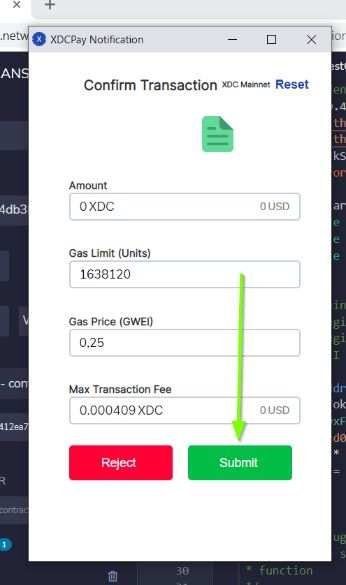 .netw
XDCPay Notification
ANS
Confirm Transaction XDC Mainnet Reset
Amount
0 XDC 0 USD
4db3
Gas Limit (Units)
1638120
Gas Price (GWEI)
0,25
- con
Max Transaction Fee
0.000409 XDC 0 USD
412ea7
Reject Submit
R
contract
1
30 * function